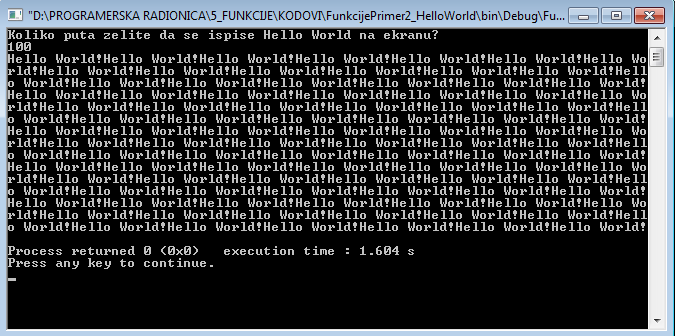 "D:\PROGRAMERSKA RADIONICA\5_FUNKCIJE\KODOVI\FunkcijePrimer2_HelloWorld\bin\Debug\Fu...
Koliko puta zelite da se ispise Hello World na ekranu?
100
Hello World!Hello World!Hello World!Hello World!Hello World!Hello World!Hello Wo
rld!Hello World!Hello World!Hello World!Hello World!Hello World!Hello World!Hell
o World!Hello World!Hello World!Hello World!Hello World!Hello World!Hello World!
Hello World!Hello World!Hello World!Hello World!Hello World!Hello World!Hello Wo
rld!Hello World!Hello World!Hello World!Hello World!Hello World!Hello World!Hell
o World!Hello World!Hello World!Hello World!Hello World!Hello World!Hello World!
Hello World!Hello World!Hello World!Hello World!Hello World!Hello World!Hello Wo
rld!Hello World!Hello World!Hello World!Hello World!Hello World!Hello World!Hell
o World!Hello World!Hello World!Hello World!Hello World!Hello World!Hello World!
Hello World!Hello World!Hello World!Hello World!Hello World!Hello World!Hello Wo
rld!Hello World!Hello World!Hello World!Hello World!Hello World!Hello World!Hell
o World!Hello World!Hello World!Hello World!Hello World!Hello World!Hello World!
Hello World!Hello World!Hello World!Hello World!Hello World!Hello World!Hello Wo
rld!Hello World!Hello World!Hello World!Hello World!Hello World!Hello World!Hell
o World!Hello World!Hello World!Hello World!Hello World!Hello World!Hello World!
Process returned 0 (0x0)   execution time : 1.604 s
Press any key to continue.